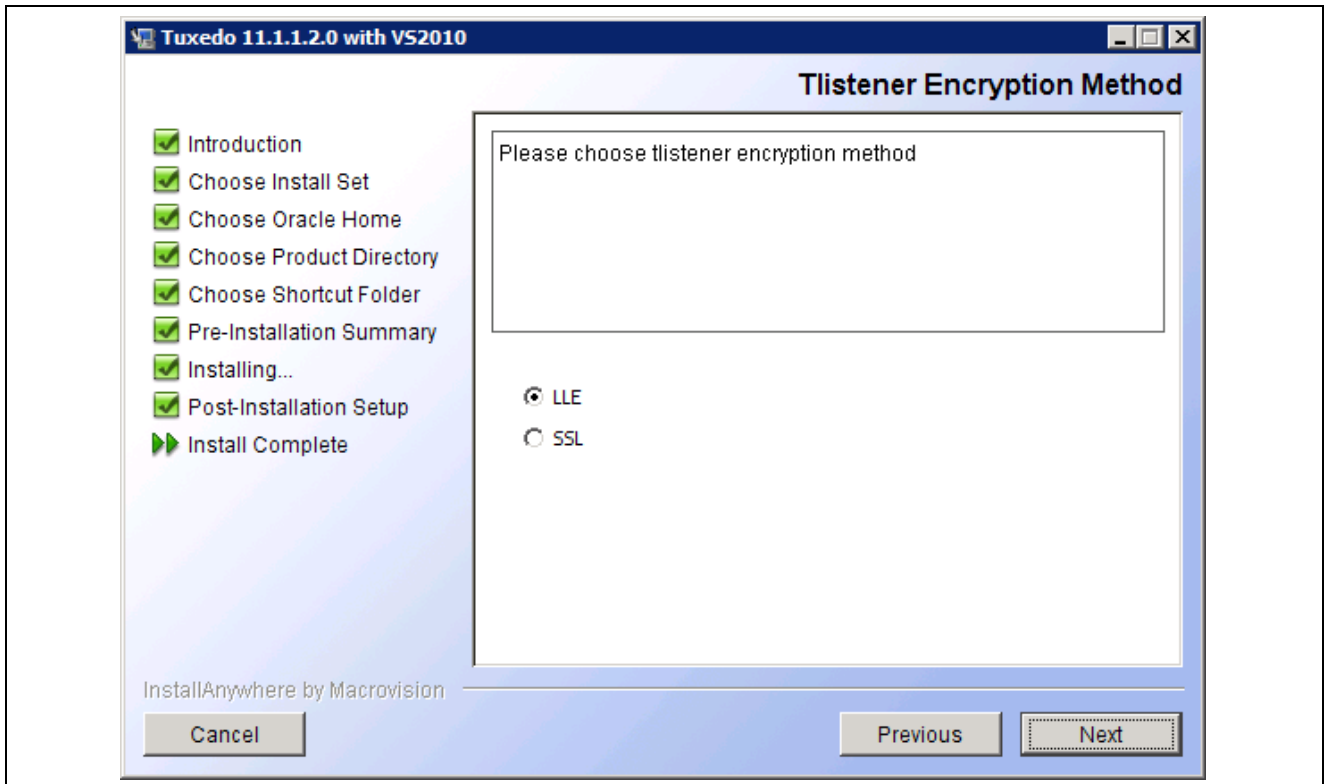 Tuxedo 11.1.1.2.0 with VS2010
Tlistener Encryption Method
Introduction
Choose Install Set
Choose Oracle Home
Choose Product Directory
Choose Shortcut Folder
Pre-Installation Summary
Installing...
Post-Installation Setup
Install Complete
Please choose tlistener encryption method
LLE
SSL
InstallAnywhere by Macrovision
Cancel
Previous
Next